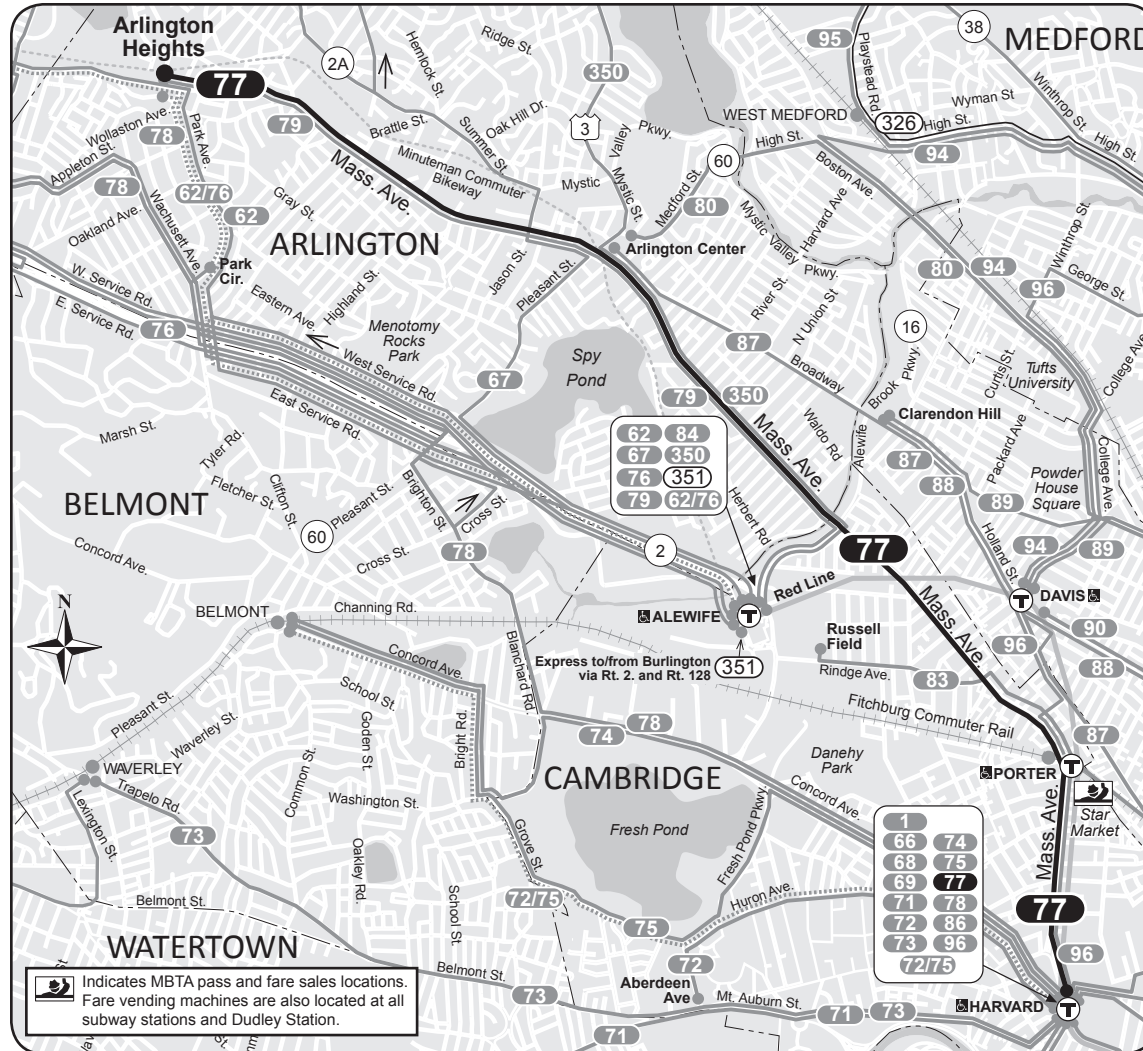 Arlington
Heights
77
2A
Hemlock St.
Ridge St.
350
95
Playstead Rd
38
MEDFORD
Winthrop St.
Wyman St
WEST MEDFORD
326
High St.
High St.
94
3
Valley
Pkwy.
60
High St.
Boston Ave.
Wollaston Ave.
78
Park Ave.
79
Brattle St.
Summer St.
Oak Hill Dr.
Mystic
Mystic St.
Medford St.
80
Appleton St.
78
Minuteman Commuter
Bikeway
Mass. Ave.
62/76
62
Gray St.
Oakland Ave.
Wachusett Ave.
ARLINGTON
Arlington Center
Mystic Valley
Pkwy.
Harvard Ave.
Park
Cir.
W. Service Rd.
E. Service Rd.
76
Eastern Ave.
Highland St.
Jason St.
Pleasant St.
River St.
N Union St
80
94
96
Winthrop St.
George St.
Menotomy
Rocks
Park
West Service Rd.
Spy
Pond
67
87
Broadway
16
Brook
Pkwy.
Curtis St.
Tufts
University
College Ave.
East Service Rd.
79
350
Mass. Ave.
Waldo Rd
Alewife
Clarendon Hill
Packard Ave.
Marsh St.
Tyler Rd.
Fletcher St.
Clifton St.
Pleasant St.
60
Brighton St.
Cross St.
Cross St.
62 84
67 350
76 351
79 62/76
Herbert Rd
87
88
89
Powder
House
Square
College Ave.
BELMONT
Concord Ave.
78
2
77
Holland St.
94
89
Red Line
T
DAVIS
BELMONT
Channing Rd.
ALEWIFE
T
Mass. Ave.
90
N
Blanchard Rd.
Express to/from Burlington
via Rt. 2. and Rt. 128
351
Russell
Field
Rindge Ave.
83
96
88
Concord Ave.
School St.
Pleasant St.
Waverley St.
Goden St.
Bright Rd.
78
74
Fitchburg Commuter Rail
87
WAVERLEY
Common St.
CAMBRIDGE
Danehy
Park
PORTER
T
Lexington St.
Trapelo Rd.
Washington St.
Concord Ave.
Mass. Ave.
Star
Market
73
Fresh Pond
Fresh Pond Pkwy.
1
66 74
68 75
69 77
71 78
72 86
73 96
72/75
Oakley Rd.
Grove St.
Huron Ave.
School St.
72/75
75
77
Belmont St.
72
96
WATERTOWN
Belmont St.
73
Aberdeen
Ave
Mt. Auburn St.
71
73
71
HARVARD
T
Indicates MBTA pass and fare sales locations.
Fare vending machines are also located at all
subway stations and Dudley Station.